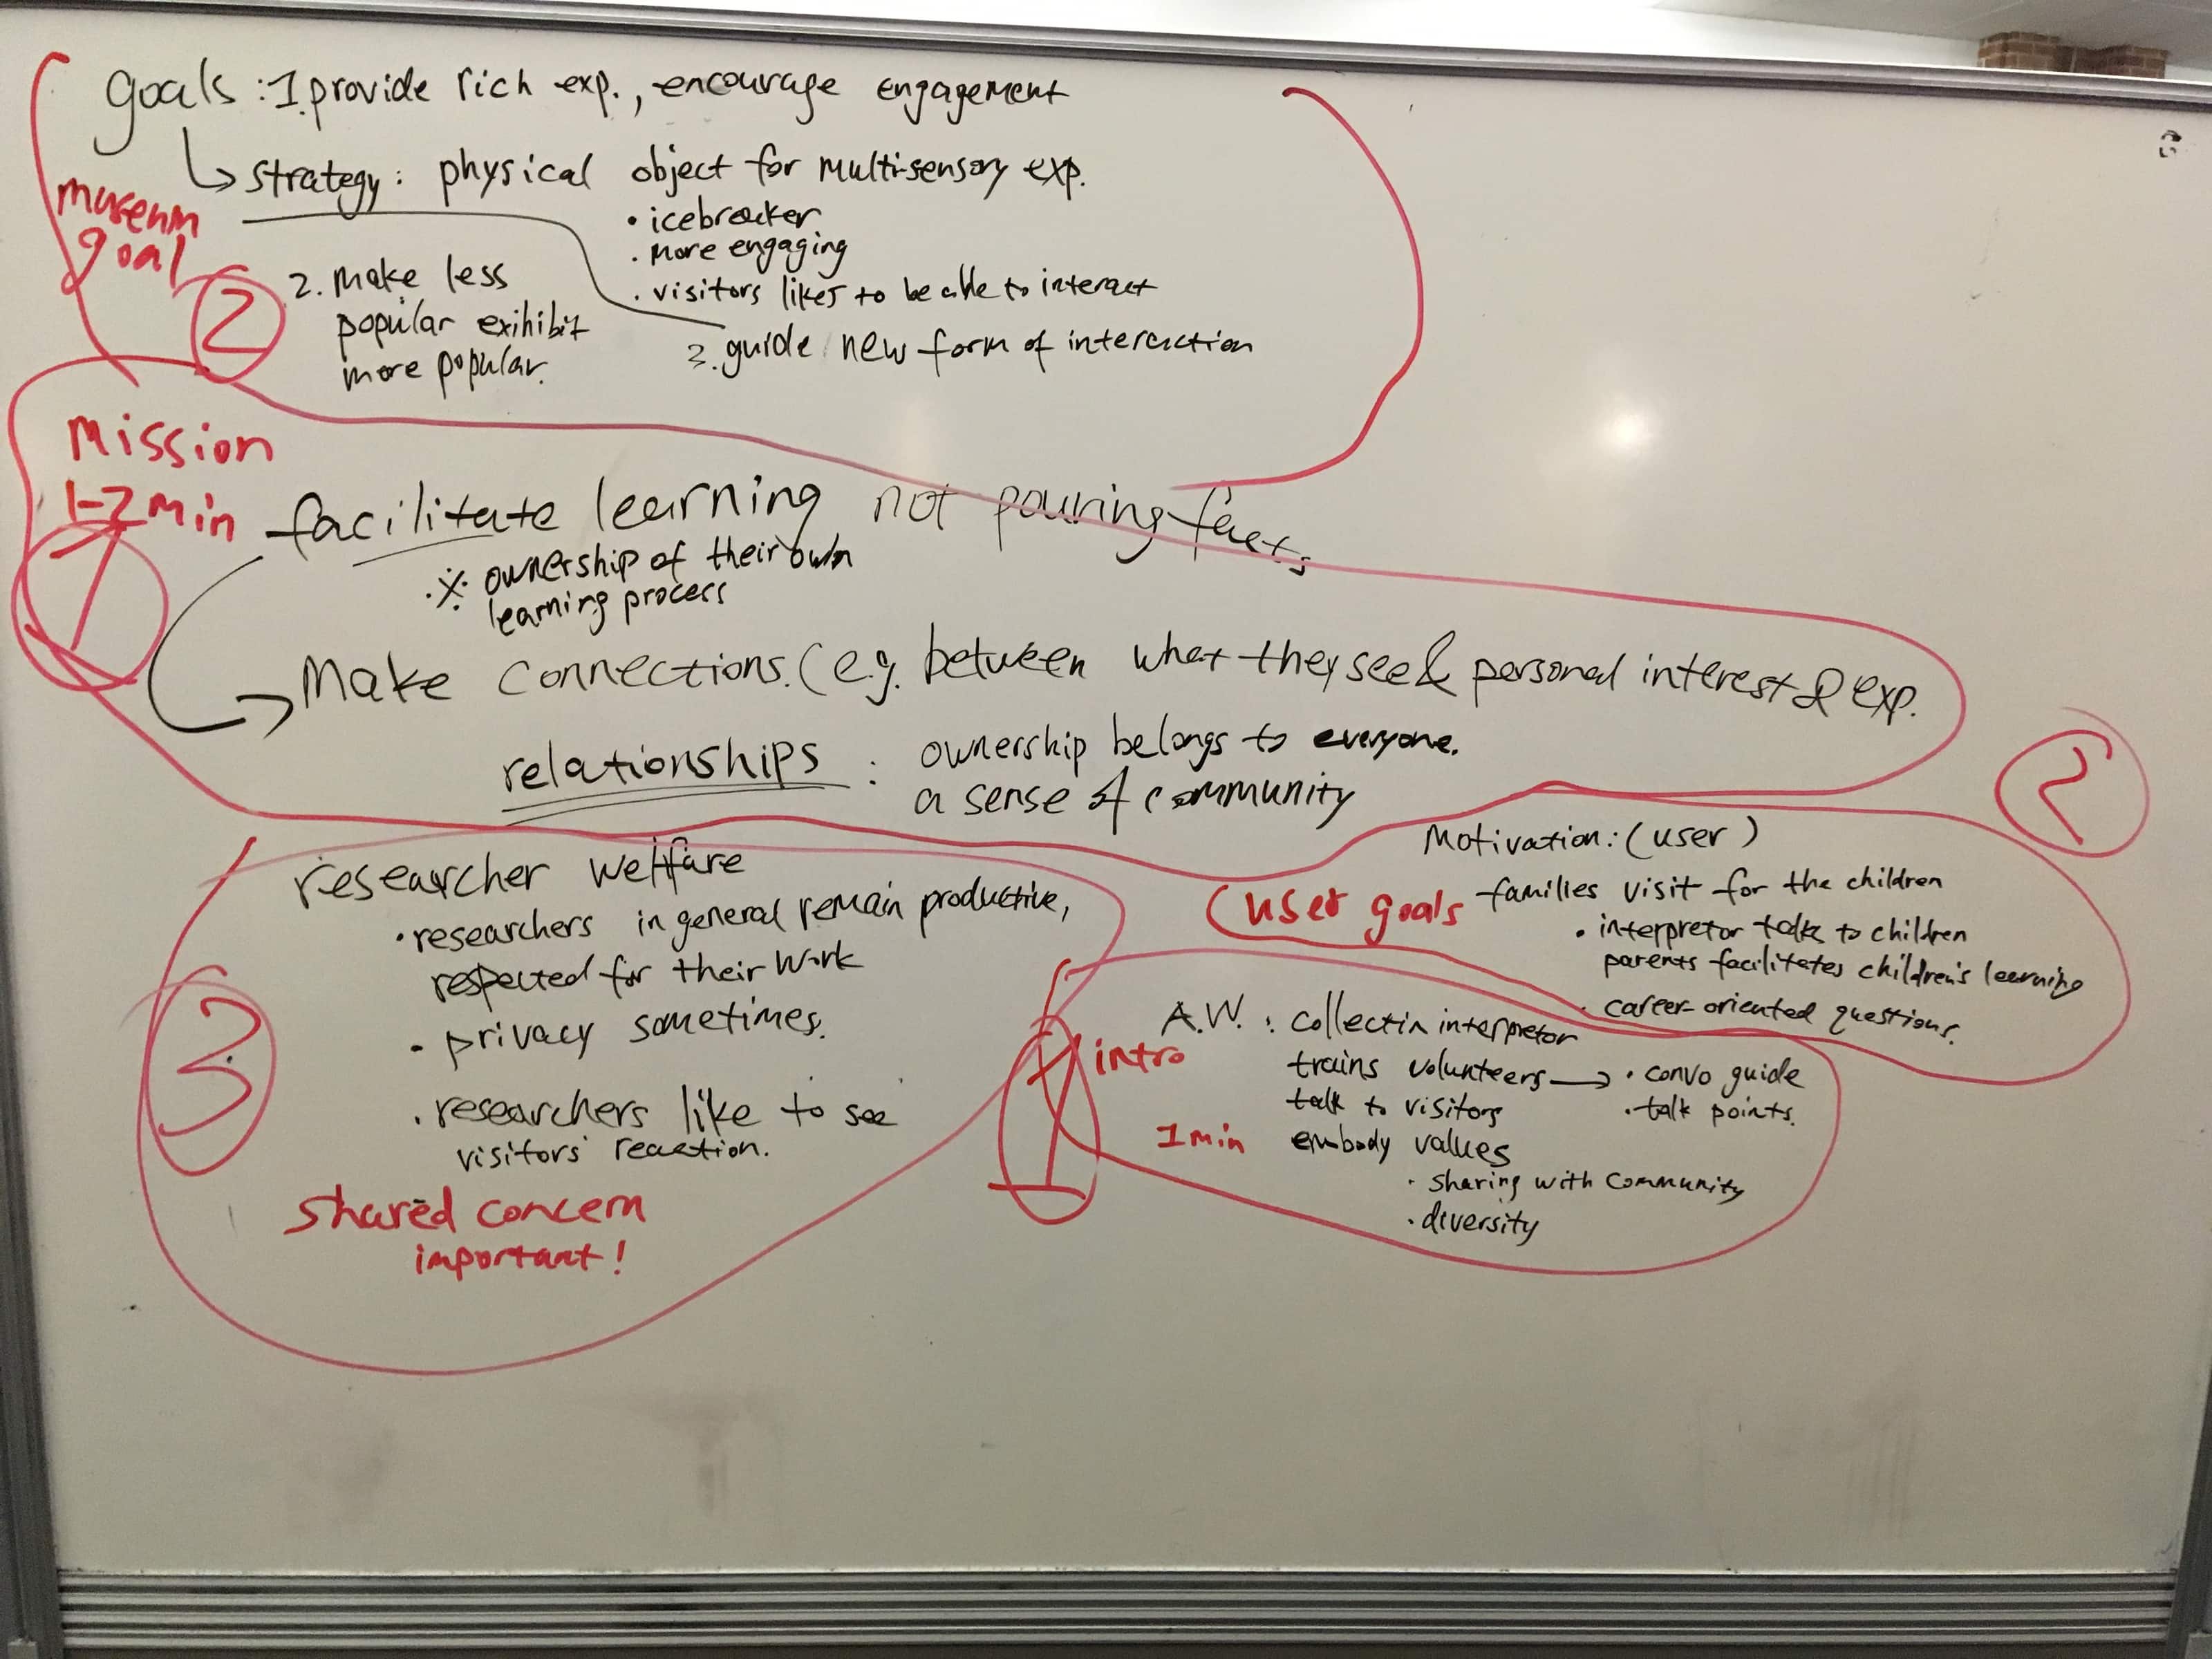 goals : 1. provide rich exp., encourage engagement
strategy : physical object for multi-sensory exp.
• icebreaker
• more engaging
• visitors likes to be able to interact
museum
goal
2
2. make less
popular exihibit
more popular.
3. guide new form of interaction
Mission
1-2 min
1
facilitate learning not pouring facts
※ ownership of their own
learning process
Make connections. (e.g. between what they see & personal interest & exp.
relationships : ownership belongs to everyone.
a sense of community
2
researcher welfare
• researchers in general remain productive,
respected for their work
• privacy sometimes.
• researchers like to see
visitors' reaction.
3
shared concern
important!
Motivation : (user)
user goals
families visit for the children
• interpretor talks to children
parents facilitates children's learning
• career-oriented questions.
1
intro
1 min
A.W. : collectin interpretor
trains volunteers → • convo guide
talk to visitors • talk points.
embody values
• sharing with community
• diversity